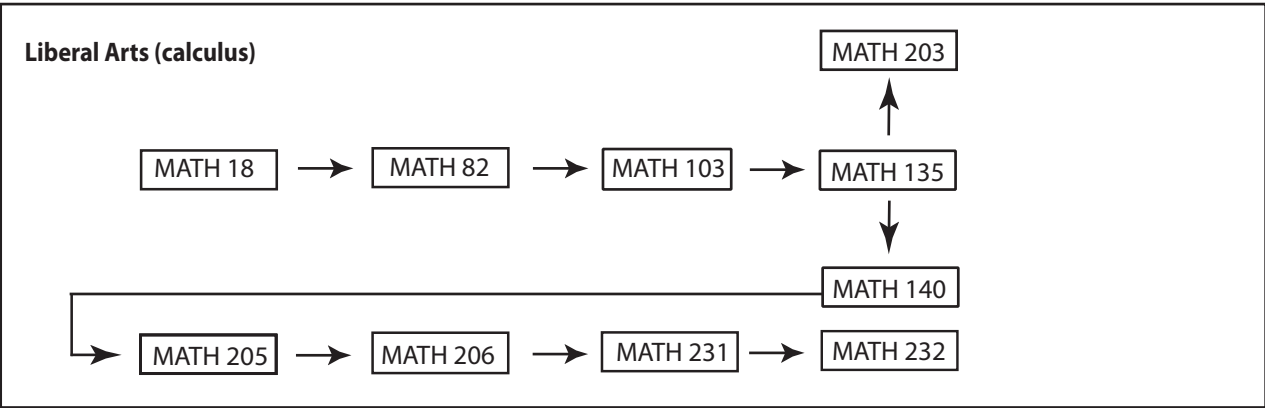 Liberal Arts (calculus)
MATH 203
MATH 18
MATH 82
MATH 103
MATH 135
MATH 140
MATH 205
MATH 206
MATH 231
MATH 232